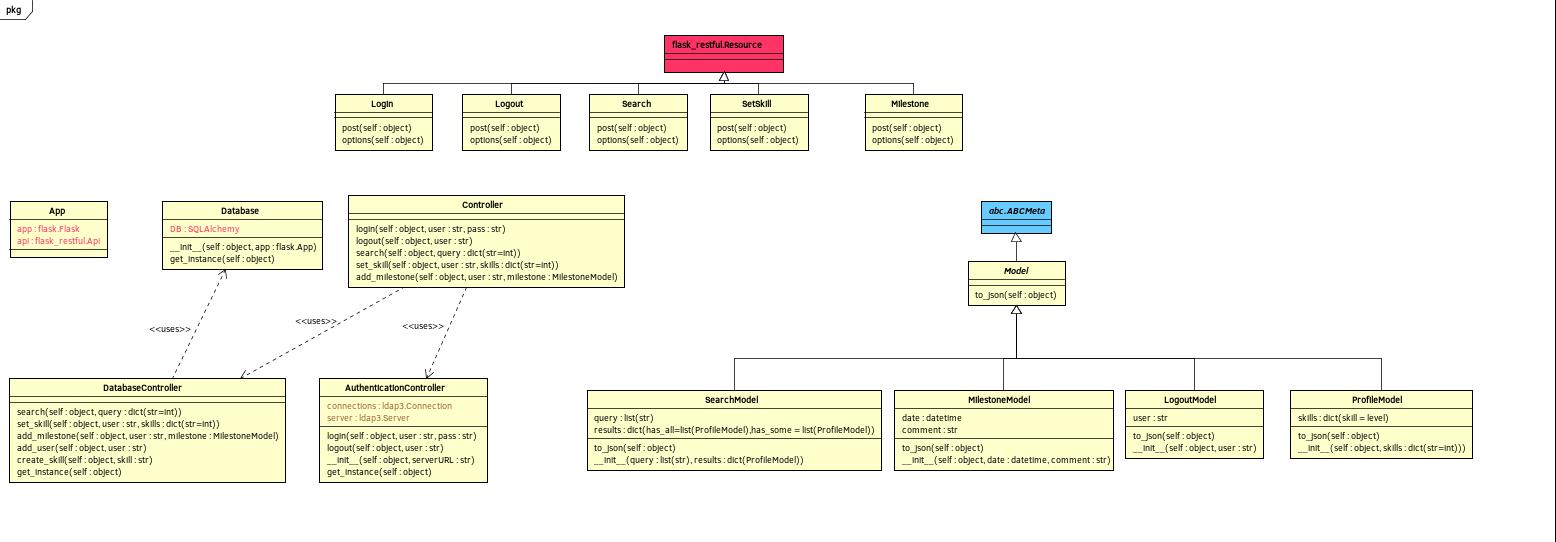 pkg
flask_restful.Resource
Login
post(self : object)
options(self : object)
Logout
post(self : object)
options(self : object)
Search
post(self : object)
options(self : object)
SetSkill
post(self : object)
options(self : object)
Milestone
post(self : object)
options(self : object)
App
app : flask.Flask
api : flask_restful.Api
Database
DB : SQLAlchemy
__init__(self : object, app : flask.App)
get_instance(self : object)
Controller
login(self : object, user : str, pass : str)
logout(self : object, user : str)
search(self : object, query : dict(str=int))
set_skill(self : object, user : str, skills : dict(str=int))
add_milestone(self : object, user : str, milestone : MilestoneModel)
abc.ABCMeta
Model
to_json(self : object)
<<uses>>
<<uses>>
<<uses>>
DatabaseController
search(self : object, query : dict(str=int))
set_skill(self : object, user : str, skills : dict(str=int))
add_milestone(self : object, user : str, milestone : MilestoneModel)
add_user(self : object, user : str)
create_skill(self : object, skill : str)
get_instance(self : object)
AuthenticationController
connections : ldap3.Connection
server : ldap3.Server
login(self : object, user : str, pass : str)
logout(self : object, user : str)
__init__(self : object, serverURL : str)
get_instance(self : object)
SearchModel
query : list(str)
results : dict(has_all=list(ProfileModel),has_some = list(ProfileModel))
to_json(self : object)
__init__(query : list(str), results : dict(ProfileModel))
MilestoneModel
date : datetime
comment : str
to_json(self : object)
__init__(self : object, date : datetime, comment : str)
LogoutModel
user : str
to_json(self : object)
__init__(self : object, user : str)
ProfileModel
skills : dict(skill = level)
to_json(self : object)
__init__(self : object, skills : dict(str=int)))